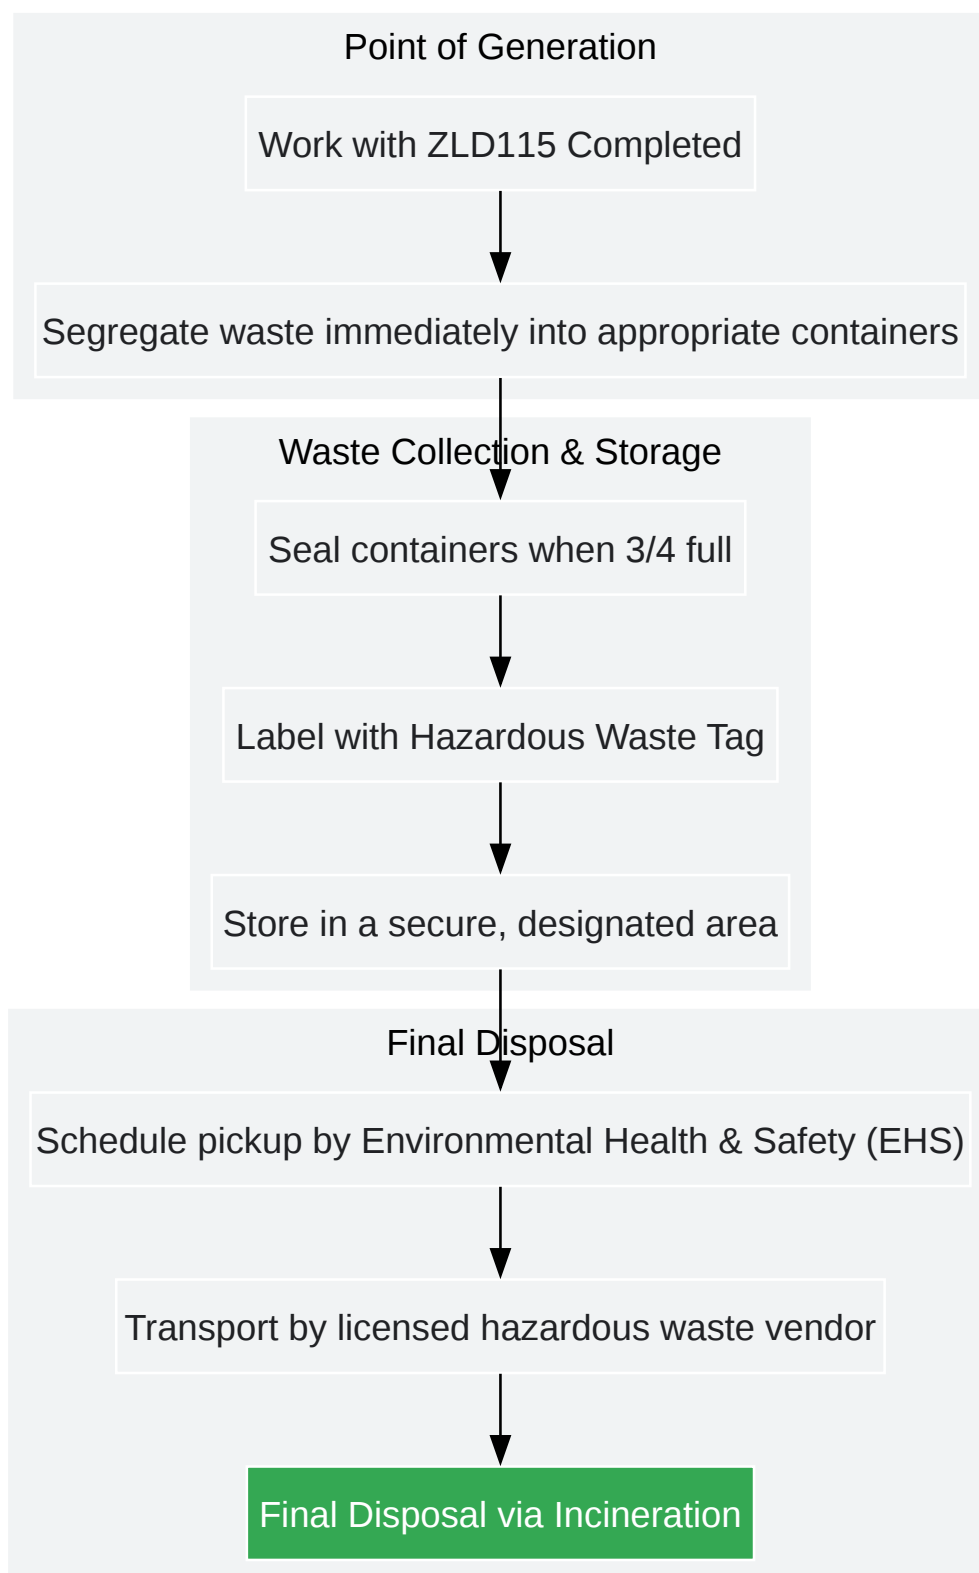 Point of Generation
Work with ZLD115 Completed
Segregate waste immediately into appropriate containers
Waste Collection & Storage
Seal containers when 3/4 full
Label with Hazardous Waste Tag
Store in a secure, designated area
Final Disposal
Schedule pickup by Environmental Health & Safety (EHS)
Transport by licensed hazardous waste vendor
Final Disposal via Incineration